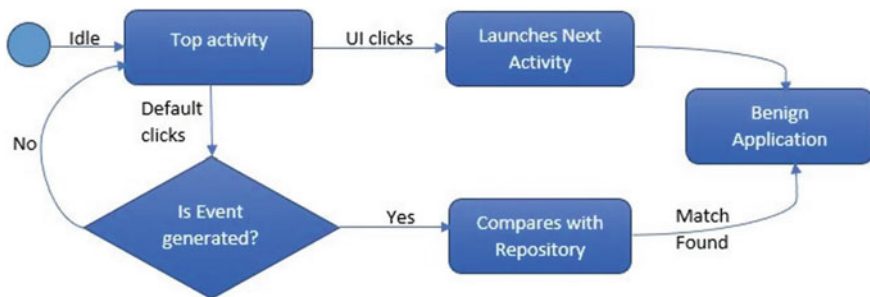 Idle
Top activity
UI clicks
Launches Next
Activity
Default
clicks
No
Benign
Application
Is Event
generated?
Yes
Compares with
Repository
Match
Found